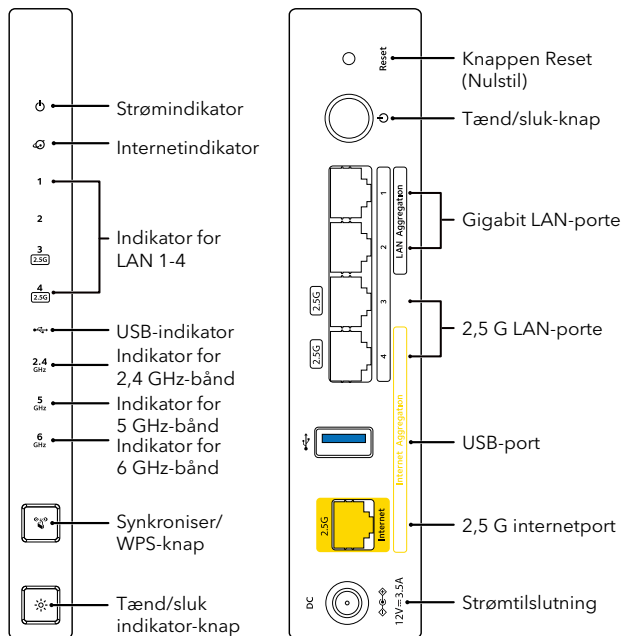 Strømindikator
Internetindikator
1
2
3
2.5G
4
2.5G
Indikator for
LAN 1-4
USB-indikator
2.4
GHz
Indikator for
2,4 GHz-bånd
5
GHz
Indikator for
5 GHz-bånd
6
GHz
Indikator for
6 GHz-bånd
Synkroniser/
WPS-knap
Tænd/sluk
indikator-knap
Reset
Knappen Reset
(Nulstil)
Tænd/sluk-knap
1
2
LAN Aggregation
Gigabit LAN-porte
2.5G
3
2.5G
4
2,5 G LAN-porte
Internet Aggregation
USB-port
2.5G
Internet
2,5 G internetport
DC
12V⎓3.5A
Strømtilslutning